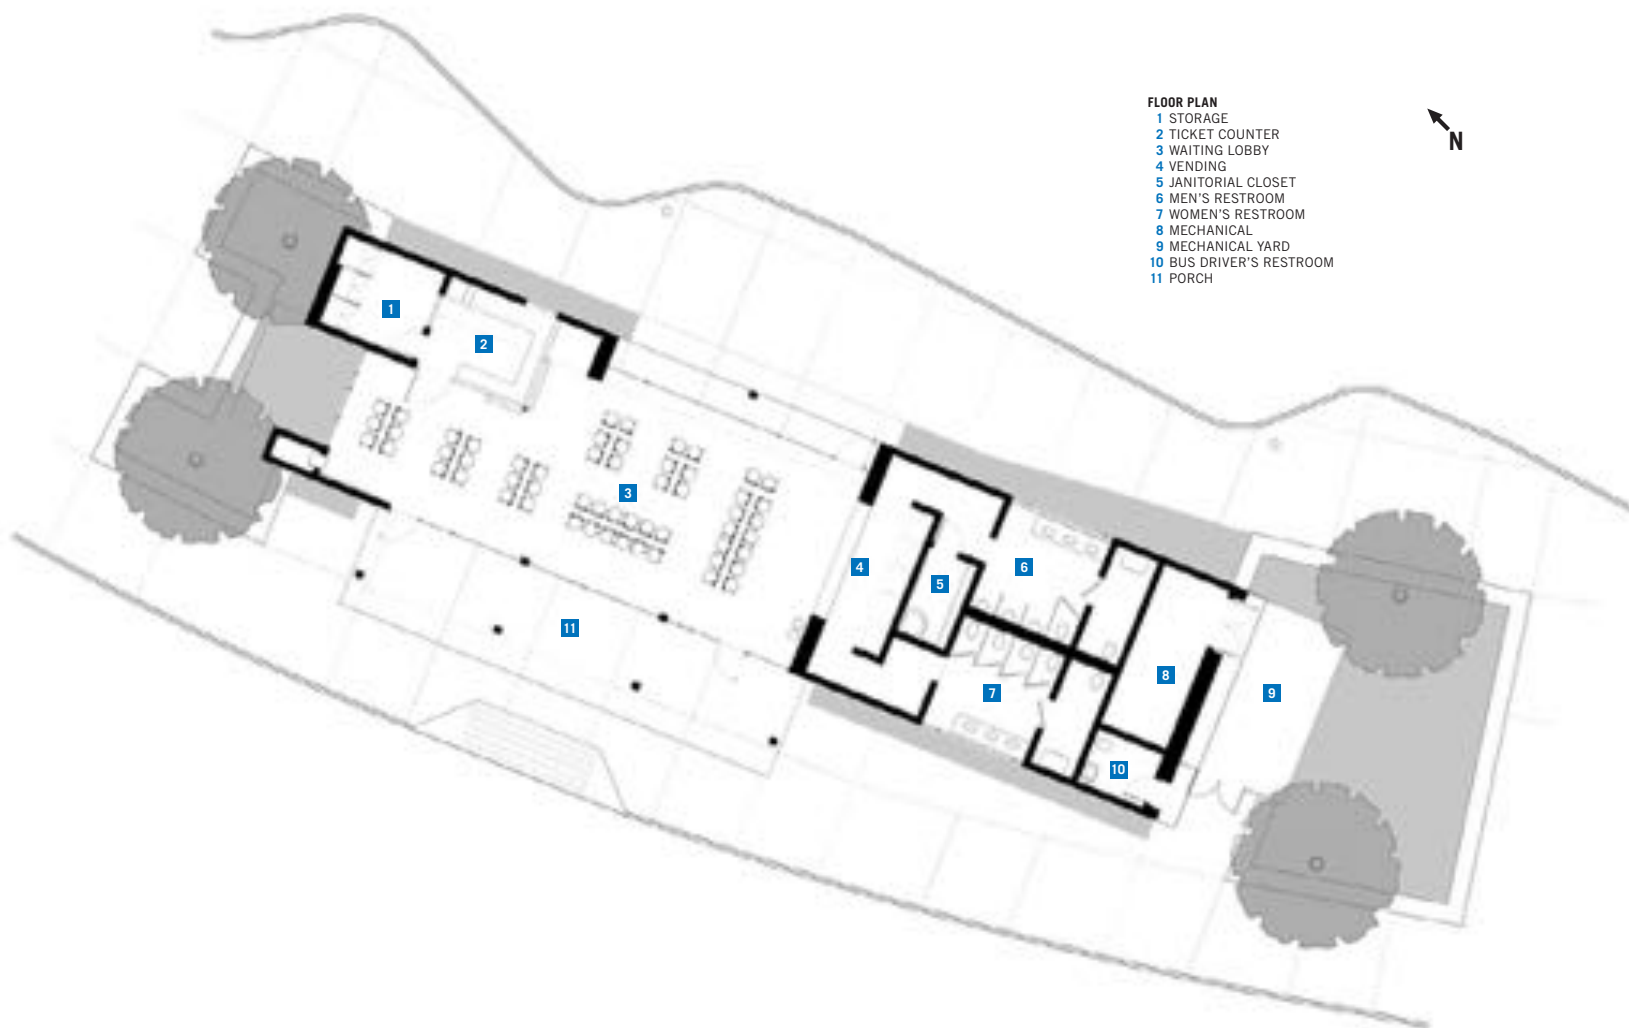 FLOOR PLAN
1 STORAGE
2 TICKET COUNTER
3 WAITING LOBBY
4 VENDING
5 JANITORIAL CLOSET
6 MEN'S RESTROOM
7 WOMEN'S RESTROOM
8 MECHANICAL
9 MECHANICAL YARD
10 BUS DRIVER'S RESTROOM
11 PORCH
N
1
2
3
4
5
6
7
8
9
10
11